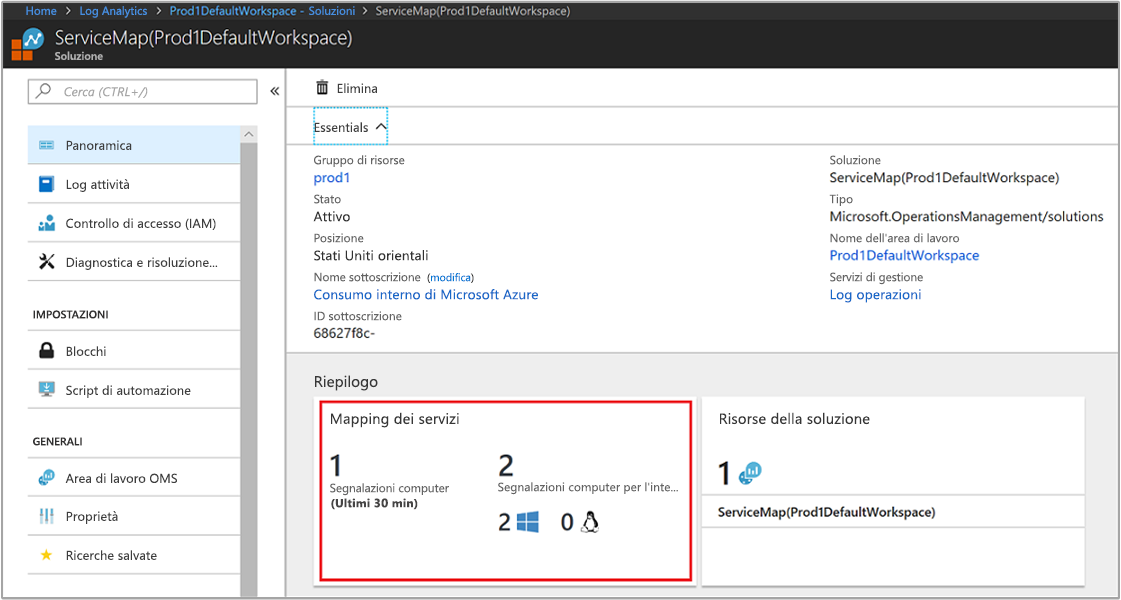 Home > Log Analytics > Prod1DefaultWorkspace - Soluzioni > ServiceMap(Prod1DefaultWorkspace)
ServiceMap(Prod1DefaultWorkspace)
Soluzione
Cerca (CTRL+/)
«
Panoramica
Log attività
Controllo di accesso (IAM)
Diagnostica e risoluzione...
IMPOSTAZIONI
Blocchi
Script di automazione
GENERALI
Area di lavoro OMS
Proprietà
Ricerche salvate
Elimina
Essentials
Gruppo di risorse
prod1
Stato
Attivo
Posizione
Stati Uniti orientali
Nome sottoscrizione (modifica)
Consumo interno di Microsoft Azure
ID sottoscrizione
68627f8c-
Soluzione
ServiceMap(Prod1DefaultWorkspace)
Tipo
Microsoft.OperationsManagement/solutions
Nome dell'area di lavoro
Prod1DefaultWorkspace
Servizi di gestione
Log operazioni
Riepilogo
Mapping dei servizi
1
Segnalazioni computer
(Ultimi 30 min)
2
Segnalazioni computer per l'inte...
2 0
Risorse della soluzione
1
ServiceMap(Prod1DefaultWorkspace)